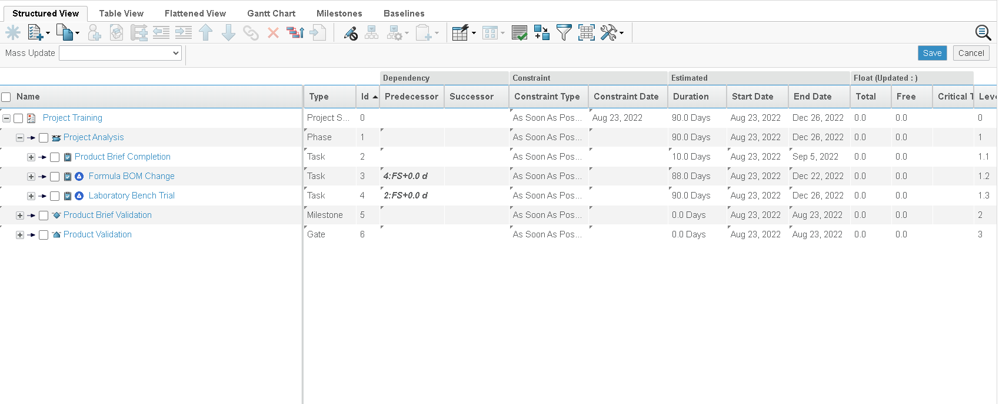 Structured View Table View Flattened View Gantt Chart Milestones Baselines
Mass Update Save Cancel
Dependency Constraint Estimated Float (Updated : )
Name Type Id Predecessor Successor Constraint Type Constraint Date Duration Start Date End Date Total Free Critical T Leve
Project Training Project S... 0 As Soon As Pos... Aug 23, 2022 90.0 Days Aug 23, 2022 Dec 26, 2022 0.0 0.0 0
Project Analysis Phase 1 As Soon As Pos... 90.0 Days Aug 23, 2022 Dec 26, 2022 0.0 0.0 1
Product Brief Completion Task 2 As Soon As Pos... 10.0 Days Aug 23, 2022 Sep 5, 2022 0.0 0.0 1.1
Formula BOM Change Task 3 4:FS+0.0 d As Soon As Pos... 88.0 Days Aug 23, 2022 Dec 22, 2022 0.0 0.0 1.2
Laboratory Bench Trial Task 4 2:FS+0.0 d As Soon As Pos... 90.0 Days Aug 23, 2022 Dec 26, 2022 0.0 0.0 1.3
Product Brief Validation Milestone 5 As Soon As Pos... 0.0 Days Aug 23, 2022 Aug 23, 2022 0.0 0.0 2
Product Validation Gate 6 As Soon As Pos... 0.0 Days Aug 23, 2022 Aug 23, 2022 0.0 0.0 3